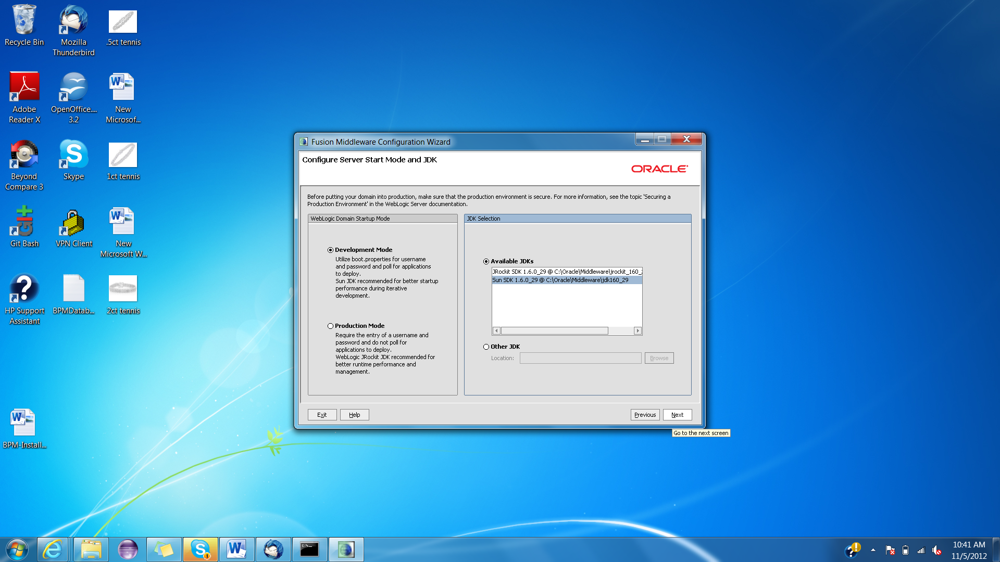 Recycle Bin
Mozilla
Thunderbird
.5ct tennis
Adobe
Reader X
OpenOffice....
3.2
New
Microsof...
Beyond
Compare 3
Skype
1ct tennis
Git Bash
VPN Client
New
Microsoft W...
HP Support
Assistant
BPMDatab...
2ct tennis
BPM-Install...
Fusion Middleware Configuration Wizard
Configure Server Start Mode and JDK
ORACLE
Before putting your domain into production, make sure that the production environment is secure. For more information, see the topic 'Securing a
Production Environment' in the WebLogic Server documentation.
WebLogic Domain Startup Mode
Development Mode
Utilize boot.properties for username
and password and poll for applications
to deploy.
Sun JDK recommended for better startup
performance during iterative
development.
Production Mode
Require the entry of a username and
password and do not poll for
applications to deploy.
WebLogic JRockit JDK recommended for
better runtime performance and
management.
JDK Selection
Available JDKs
JRockit SDK 1.6.0_29 @ C:\Oracle\Middleware\jrockit_160_2
Sun SDK 1.6.0_29 @ C:\Oracle\Middleware\jdk160_29
Other JDK
Location:
Browse
Exit
Help
Previous
Next
Go to the next screen
1
10:41 AM
11/5/2012